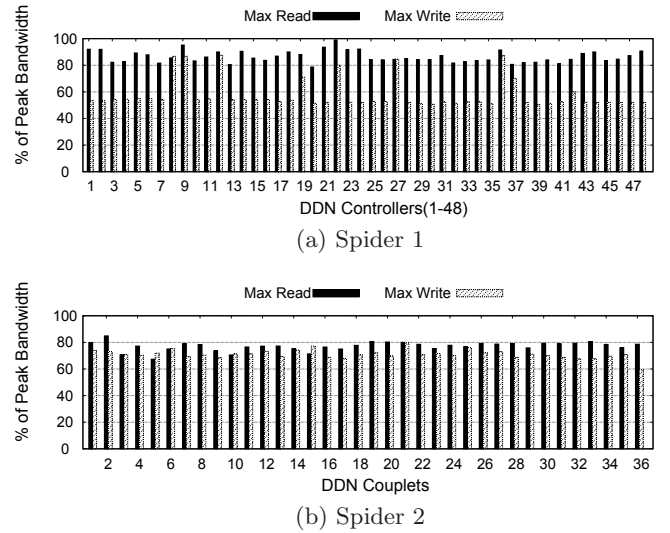 Max Read Max Write
% of Peak Bandwidth
100
80
60
40
20
0
1 3 5 7 9 11 13 15 17 19 21 23 25 27 29 31 33 35 37 39 41 43 45 47
DDN Controllers(1-48)
(a) Spider 1
Max Read Max Write
% of Peak Bandwidth
100
80
60
40
20
0
2 4 6 8 10 12 14 16 18 20 22 24 26 28 30 32 34 36
DDN Couplets
(b) Spider 2